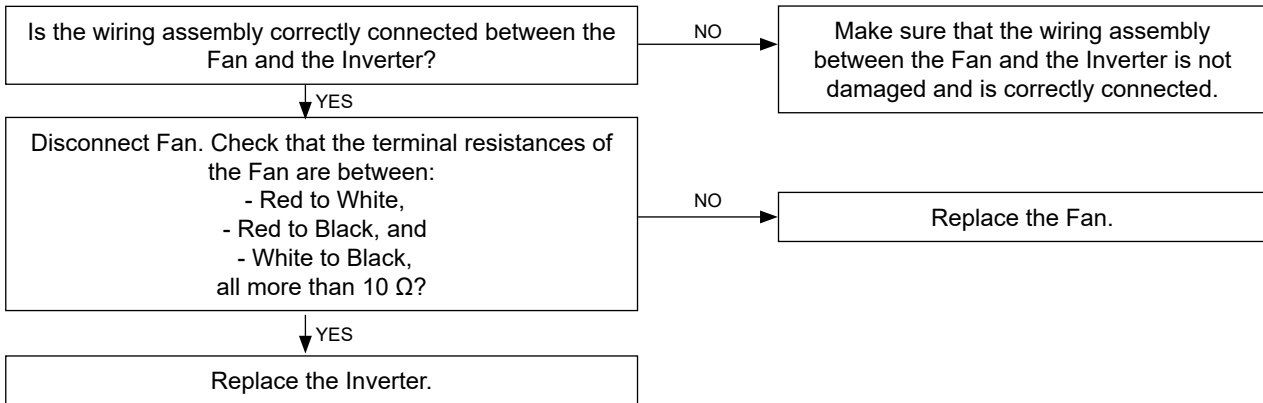 Is the wiring assembly correctly connected between the
Fan and the Inverter?
NO
Make sure that the wiring assembly
between the Fan and the Inverter is not
damaged and is correctly connected.
YES
Disconnect Fan. Check that the terminal resistances of
the Fan are between:
- Red to White,
- Red to Black, and
- White to Black,
all more than 10 Ω?
NO
Replace the Fan.
YES
Replace the Inverter.